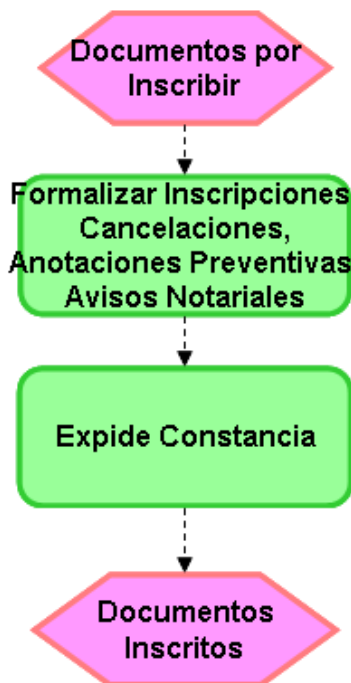 Documentos por
Inscribir
Formalizar Inscripciones
Cancelaciones,
Anotaciones Preventivas
Avisos Notariales
Expide Constancia
Documentos
Inscritos